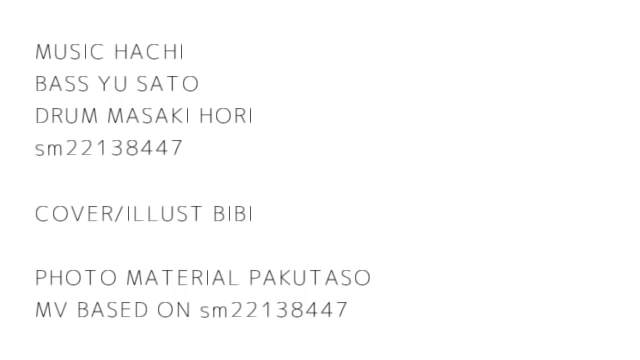 MUSIC HACHI
BASS YU SATO
DRUM MASAKI HORI
sm22138447
COVER/ILLUST BIBI
PHOTO MATERIAL PAKUTASO
MV BASED ON sm22138447